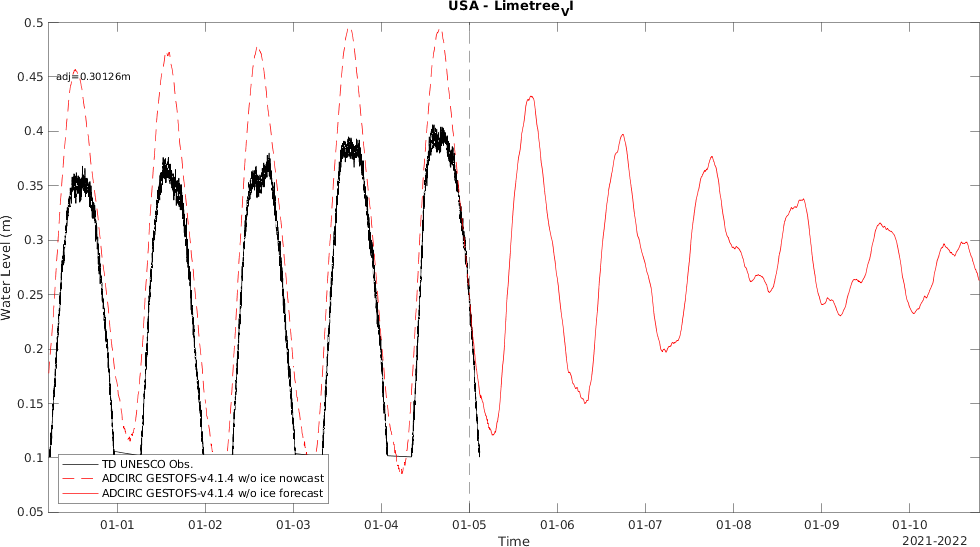 USA - Limetree_VI
0.5
0.45
adj=0.30126m
0.4
0.35
0.3
0.25
0.2
0.15
0.1
0.05
Water Level (m)
TD UNESCO Obs.
ADCIRC GESTOFS-v4.1.4 w/o ice nowcast
ADCIRC GESTOFS-v4.1.4 w/o ice forecast
01-01 01-02 01-03 01-04 01-05 01-06 01-07 01-08 01-09 01-10
Time
2021-2022